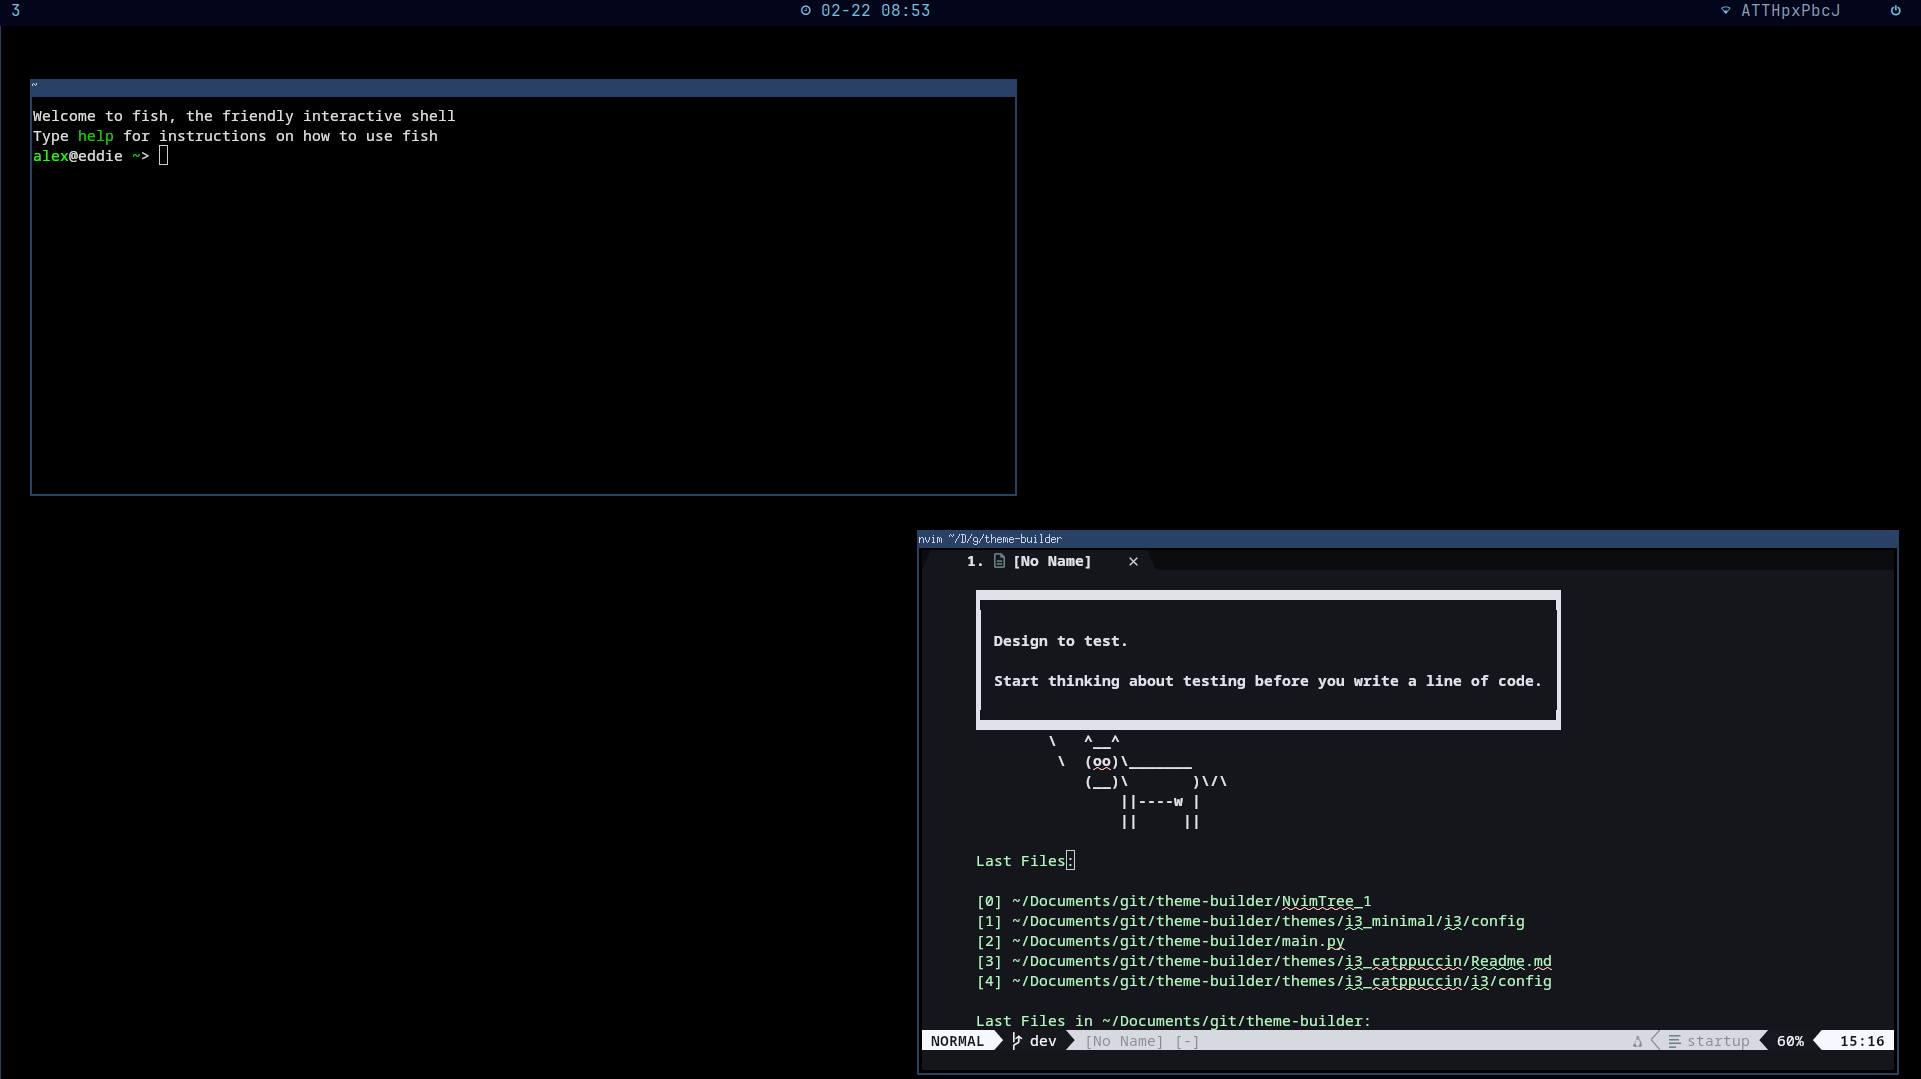 3
02-22 08:53
ATTHpxPbcJ
~
Welcome to fish, the friendly interactive shell
Type help for instructions on how to use fish
alex@eddie ~>
nvim ~/D/g/theme-builder
1. [No Name] ×
Design to test.
Start thinking about testing before you write a line of code.
\   ^__^
 \  (oo)\_______
    (__)\       )\/\
        ||----w |
        ||     ||
Last Files:
[0] ~/Documents/git/theme-builder/NvimTree_1
[1] ~/Documents/git/theme-builder/themes/i3_minimal/i3/config
[2] ~/Documents/git/theme-builder/main.py
[3] ~/Documents/git/theme-builder/themes/i3_catppuccin/Readme.md
[4] ~/Documents/git/theme-builder/themes/i3_catppuccin/i3/config
Last Files in ~/Documents/git/theme-builder:
NORMAL dev [No Name] [-] startup 60% 15:16